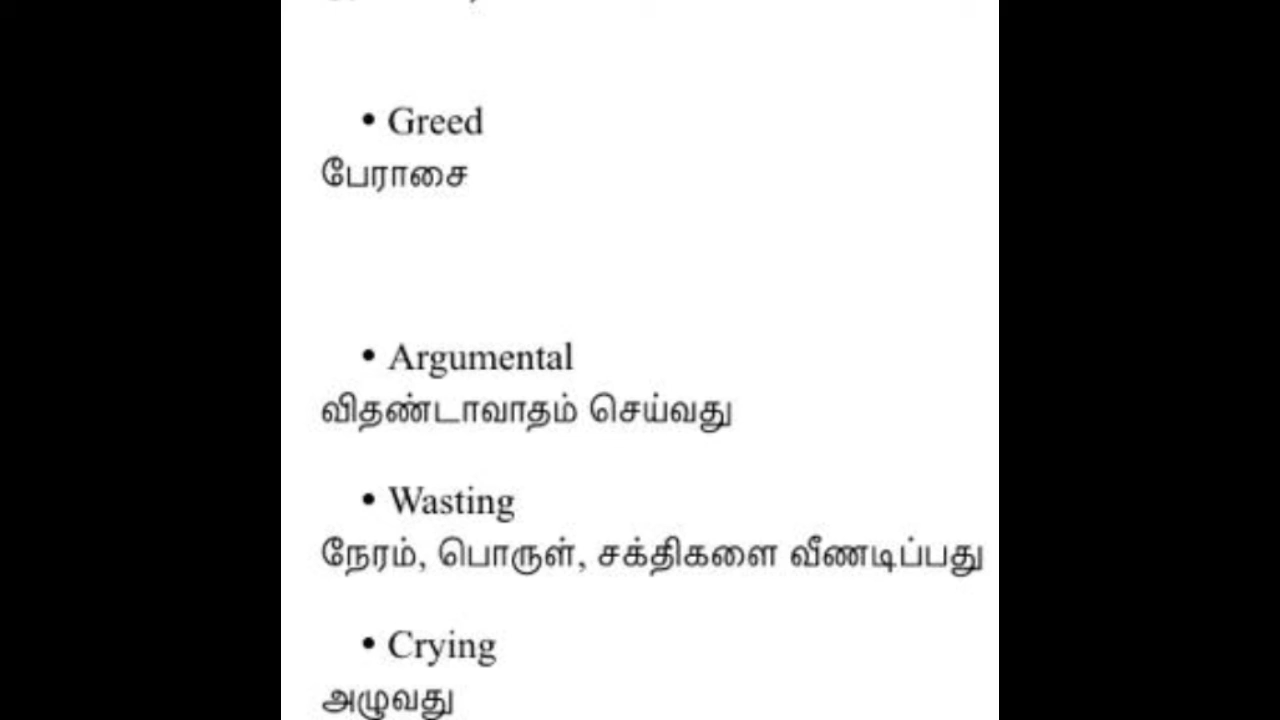 • Greed
பேராசை
• Argumental
விதண்டாவாதம் செய்வது
• Wasting
நேரம், பொருள், சக்திகளை வீணடிப்பது
• Crying
அழுவது